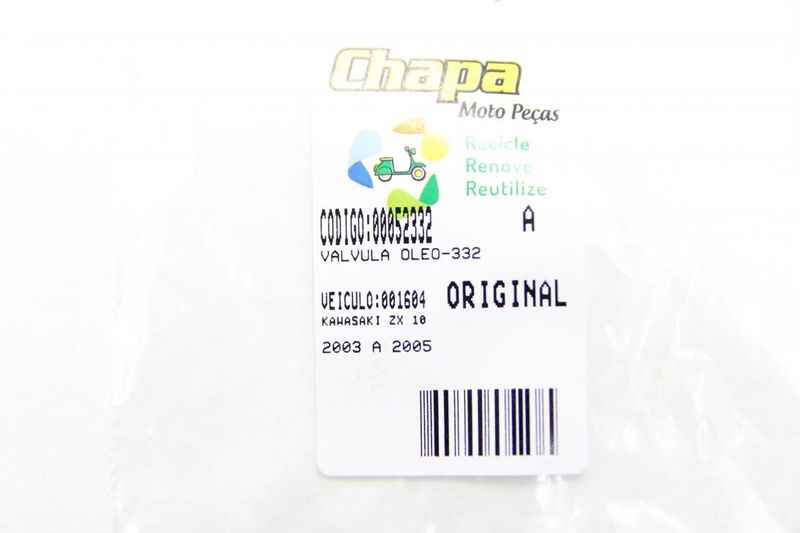 Chapa
Moto Peças
Recicle
Renove
Reutilize
CODIGO:00052332 A
VALVULA OLEO-332
VEICULO:001604 ORIGINAL
KAWASAKI ZX 10
2003 A 2005